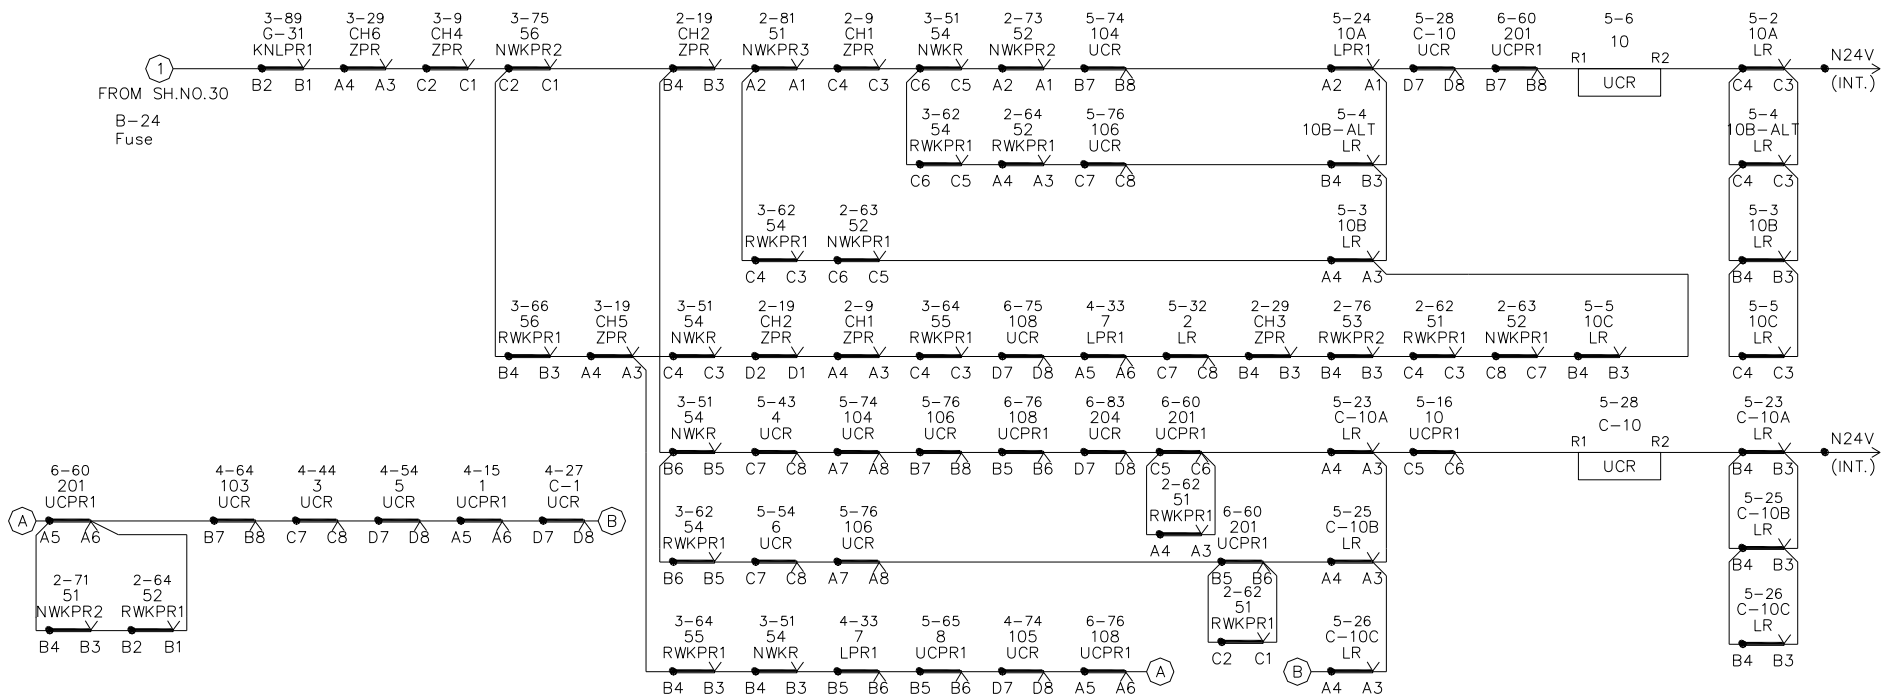 3-89 3-29 3-9 3-75 2-19 2-81 2-9 3-51 2-73 5-74 5-24 5-28 6-60 5-6 5-2
G-31 CH6 CH4 56 CH2 51 CH1 54 52 104 10A C-10 201 10 10A
KNLPR1 ZPR ZPR NWKPR2 ZPR NWKPR3 ZPR NWKR NWKPR2 UCR LPR1 UCR UCPR1 LR
1 R1 UCR R2 N24V
B2 B1 A4 A3 C2 C1 C2 C1 B4 B3 A2 A1 C4 C3 C6 C5 A2 A1 B7 B8 A2 A1 D7 D8 B7 B8 C4 C3 (INT.)
FROM SH.NO.30
B-24
Fuse
3-62 2-64 5-76 5-4 5-4
54 52 106 10B-ALT 10B-ALT
RWKPR1 RWKPR1 UCR LR LR
C6 C5 A4 A3 C7 C8 B4 B3 C4 C3
3-62 2-63 5-3 5-3
54 52 10B 10B
RWKPR1 NWKPR1 LR LR
C4 C3 C6 C5 A4 A3 B4 B3
3-66 3-19 3-51 2-19 2-9 3-64 6-75 4-33 5-32 2-29 2-76 2-62 2-63 5-5 5-5
56 CH5 54 CH2 CH1 55 108 7 2 CH3 53 51 52 10C 10C
RWKPR1 ZPR NWKR ZPR ZPR RWKPR1 UCR LPR1 LR ZPR RWKPR2 RWKPR1 NWKPR1 LR LR
B4 B3 A4 A3 C4 C3 D2 D1 A4 A3 C4 C3 D7 D8 A5 A6 C7 C8 B4 B3 B4 B3 C4 C3 C8 C7 B4 B3 C4 C3
3-51 5-43 5-74 5-76 6-76 6-83 6-60 5-23 5-16 5-28 5-23
54 4 104 106 108 204 201 C-10A 10 C-10 C-10A
NWKR UCR UCR UCR UCPR1 UCR UCPR1 LR UCPR1 R1 UCR R2 LR N24V
B6 B5 C7 C8 A7 A8 B7 B8 B5 B6 D7 D8 C5 C6 A4 A3 C5 C6 B4 B3 (INT.)
2-62
51
RWKPR1
A4 A3
6-60 4-64 4-44 4-54 4-15 4-27
201 103 3 5 1 C-1
UCPR1 UCR UCR UCR UCPR1 UCR
A B
A5 A6 B7 B8 C7 C8 D7 D8 A5 A6 D7 D8
3-62 5-54 5-76 6-60 5-25 5-25
54 6 106 201 C-10B C-10B
RWKPR1 UCR UCR UCPR1 LR LR
B6 B5 C7 C8 A7 A8 B5 B6 A4 A3 B4 B3
2-71 2-64 2-62
51 52 51
NWKPR2 RWKPR1 RWKPR1
B4 B3 B2 B1 C2 C1
3-64 3-51 4-33 5-65 4-74 6-76 5-26 5-26
55 54 7 8 105 108 C-10C C-10C
RWKPR1 NWKR LPR1 UCPR1 UCR UCPR1 LR LR
A B
B4 B3 B4 B3 B5 B6 B5 B6 D7 D8 A5 A6 A4 A3 B4 B3